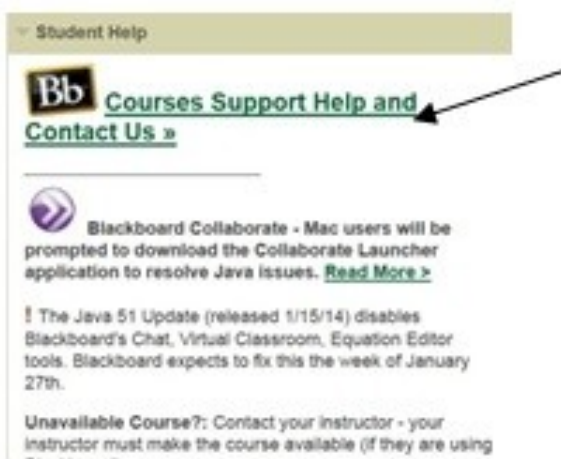 Student Help
Bb Courses Support Help and
Contact Us »
Blackboard Collaborate - Mac users will be
prompted to download the Collaborate Launcher
application to resolve Java issues. Read More >
! The Java 51 Update (released 1/15/14) disables
Blackboard's Chat, Virtual Classroom, Equation Editor
tools. Blackboard expects to fix this the week of January
27th.
Unavailable Course?: Contact your instructor - your
instructor must make the course available (if they are using